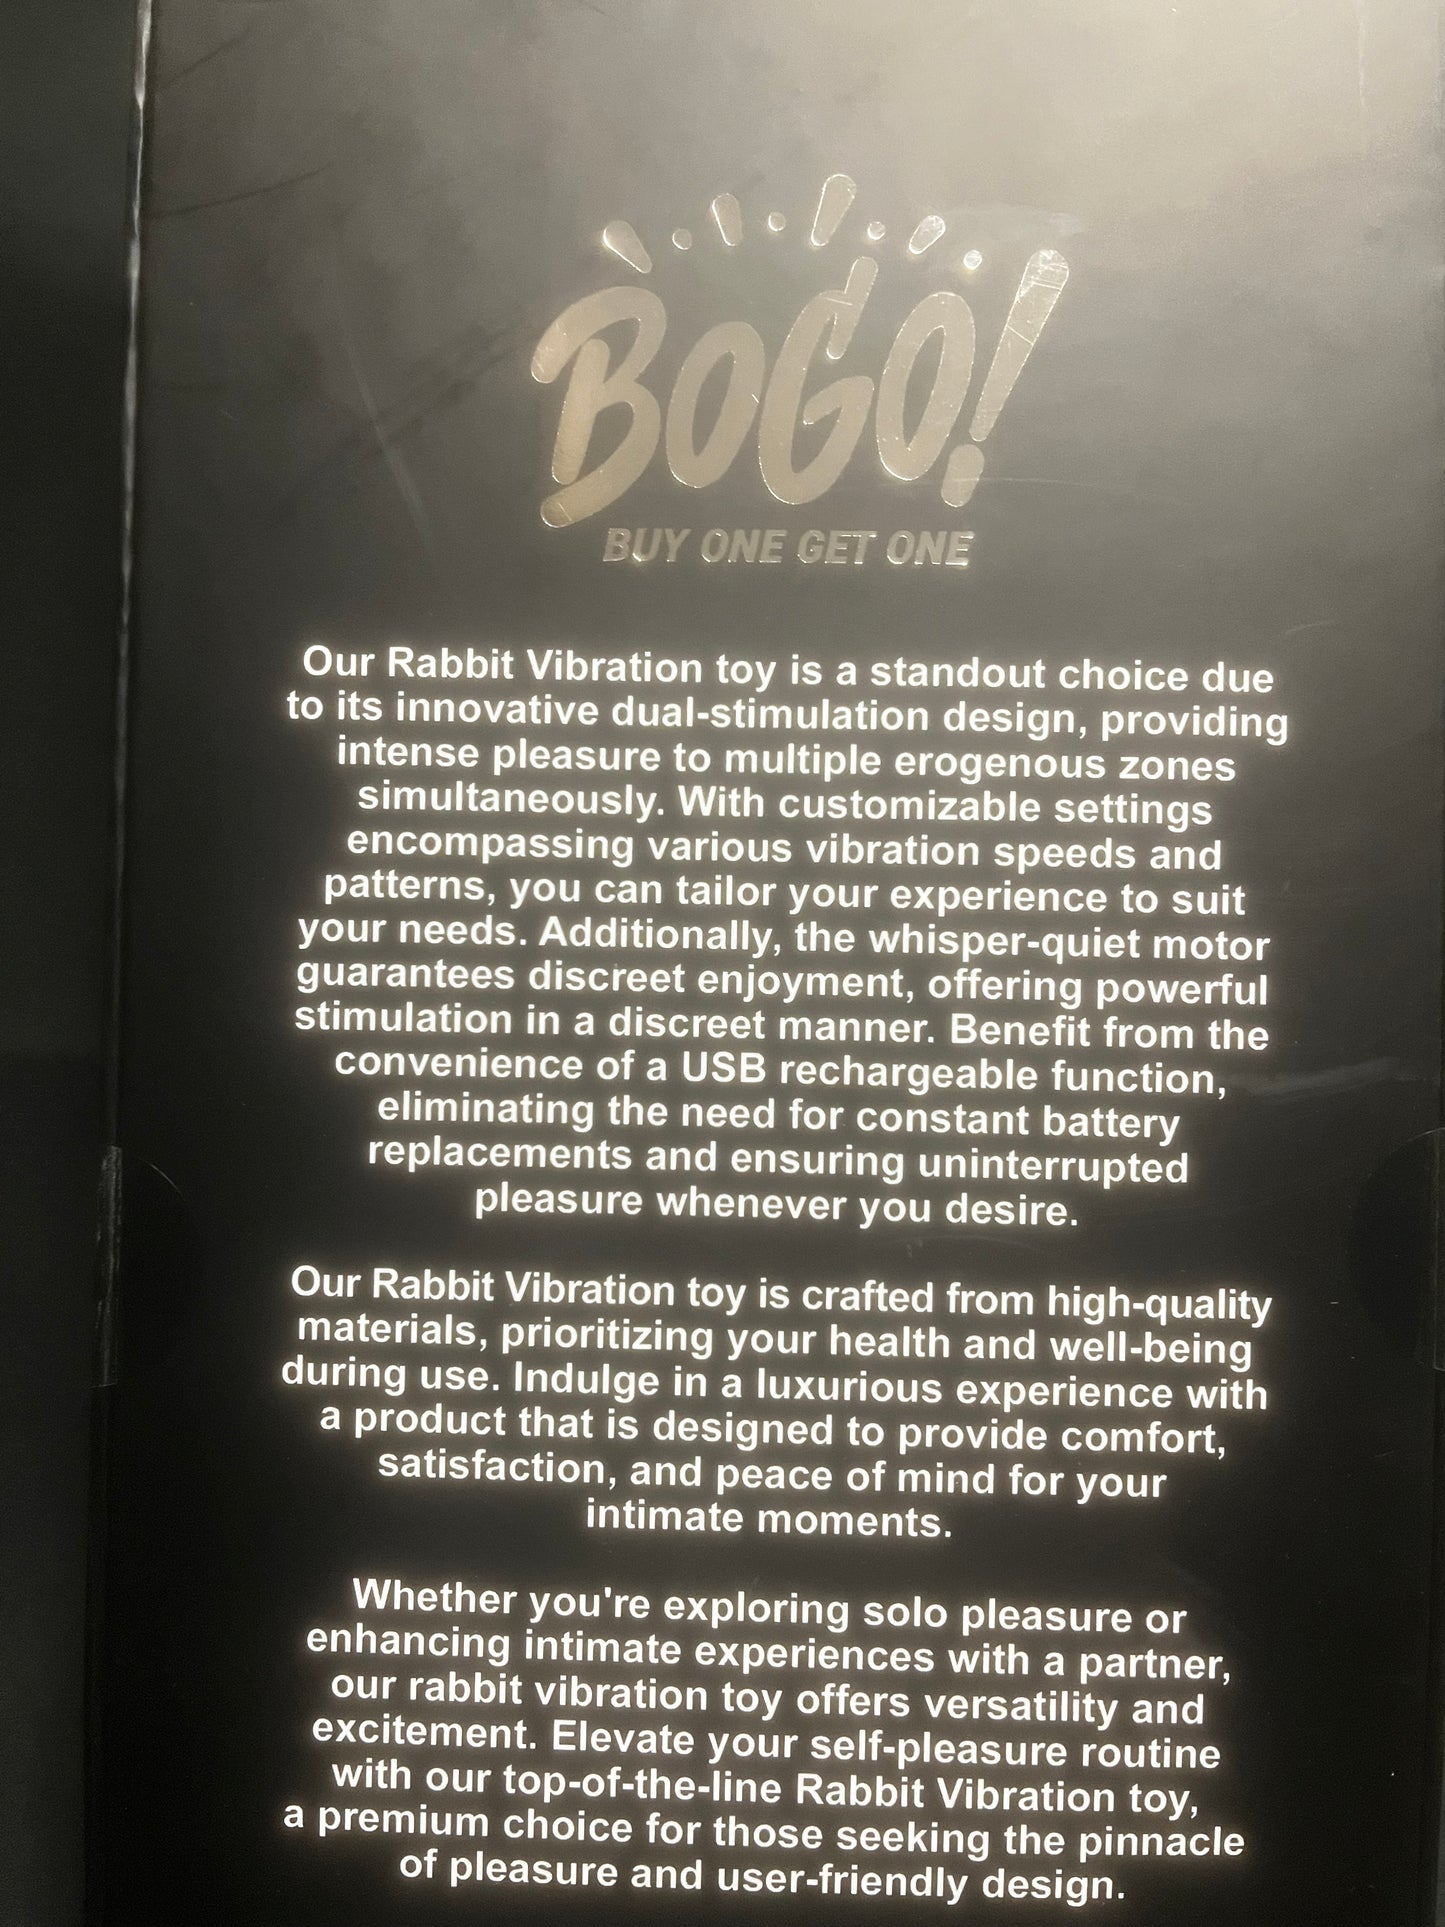 BOGO!
BUY ONE GET ONE
Our Rabbit Vibration toy is a standout choice due
to its innovative dual-stimulation design, providing
intense pleasure to multiple erogenous zones
simultaneously. With customizable settings
encompassing various vibration speeds and
patterns, you can tailor your experience to suit
your needs. Additionally, the whisper-quiet motor
guarantees discreet enjoyment, offering powerful
stimulation in a discreet manner. Benefit from the
convenience of a USB rechargeable function,
eliminating the need for constant battery
replacements and ensuring uninterrupted
pleasure whenever you desire.
Our Rabbit Vibration toy is crafted from high-quality
materials, prioritizing your health and well-being
during use. Indulge in a luxurious experience with
a product that is designed to provide comfort,
satisfaction, and peace of mind for your
intimate moments.
Whether you're exploring solo pleasure or
enhancing intimate experiences with a partner,
our rabbit vibration toy offers versatility and
excitement. Elevate your self-pleasure routine
with our top-of-the-line Rabbit Vibration toy,
a premium choice for those seeking the pinnacle
of pleasure and user-friendly design.